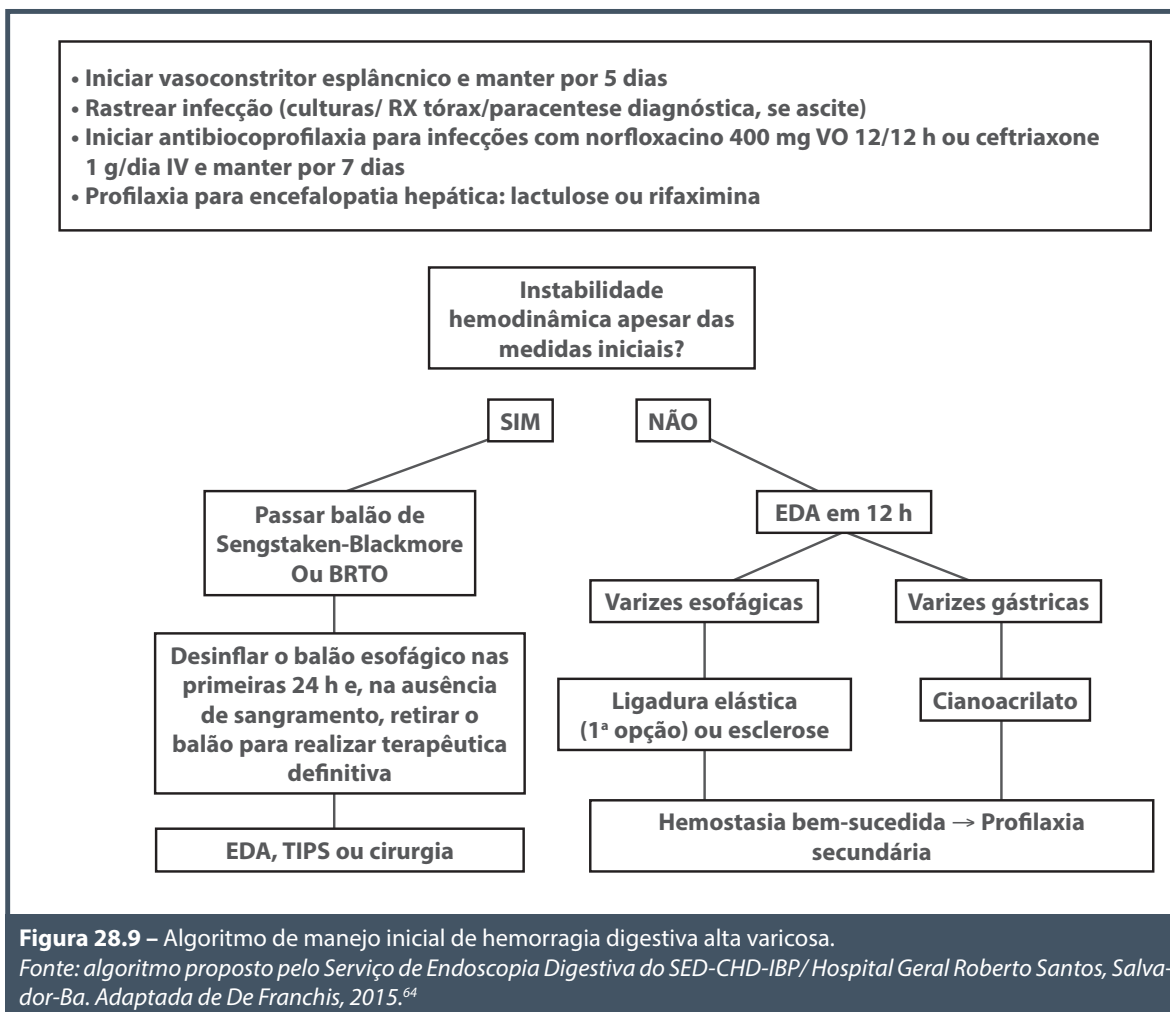 • Iniciar vasoconstritor esplâncnico e manter por 5 dias
• Rastrear infecção (culturas/ RX tórax/paracentese diagnóstica, se ascite)
• Iniciar antibiocoprofilaxia para infecções com norfloxacino 400 mg VO 12/12 h ou ceftriaxone
1 g/dia IV e manter por 7 dias
• Profilaxia para encefalopatia hepática: lactulose ou rifaximina
Instabilidade
hemodinâmica apesar das
medidas iniciais?
SIM
NÃO
Passar balão de
Sengstaken-Blackmore
Ou BRTO
Desinflar o balão esofágico nas
primeiras 24 h e, na ausência
de sangramento, retirar o
balão para realizar terapêutica
definitiva
EDA, TIPS ou cirurgia
EDA em 12 h
Varizes esofágicas
Varizes gástricas
Ligadura elástica
(1ª opção) ou esclerose
Cianoacrilato
Hemostasia bem-sucedida → Profilaxia
secundária
Figura 28.9 – Algoritmo de manejo inicial de hemorragia digestiva alta varicosa.
Fonte: algoritmo proposto pelo Serviço de Endoscopia Digestiva do SED-CHD-IBP/ Hospital Geral Roberto Santos, Salva-
dor-Ba. Adaptada de De Franchis, 2015.64